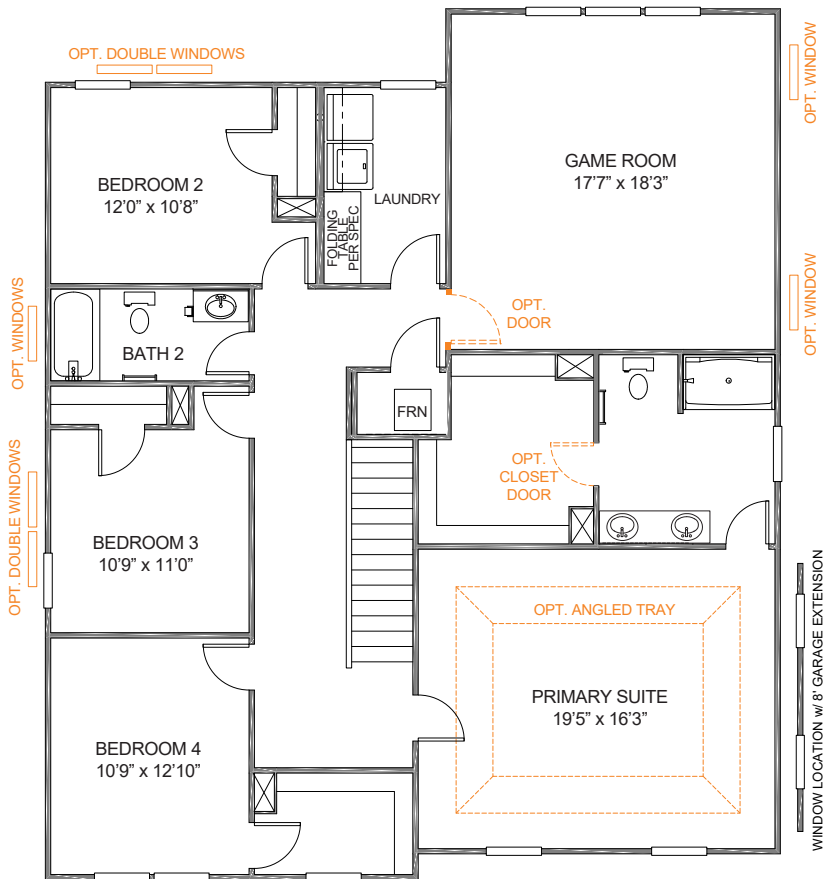 OPT. DOUBLE WINDOWS
OPT. WINDOW
GAME ROOM
17’7” x 18’3”
BEDROOM 2
12’0” x 10’8”
LAUNDRY
FOLDING
TABLE
PER SPEC
OPT. WINDOW
OPT.
DOOR
OPT. WINDOWS
BATH 2
FRN
OPT.
CLOSET
DOOR
OPT. DOUBLE WINDOWS
BEDROOM 3
10’9” x 11’0”
OPT. ANGLED TRAY
PRIMARY SUITE
19’5” x 16’3”
WINDOW LOCATION w/ 8' GARAGE EXTENSION
BEDROOM 4
10’9” x 12’10”